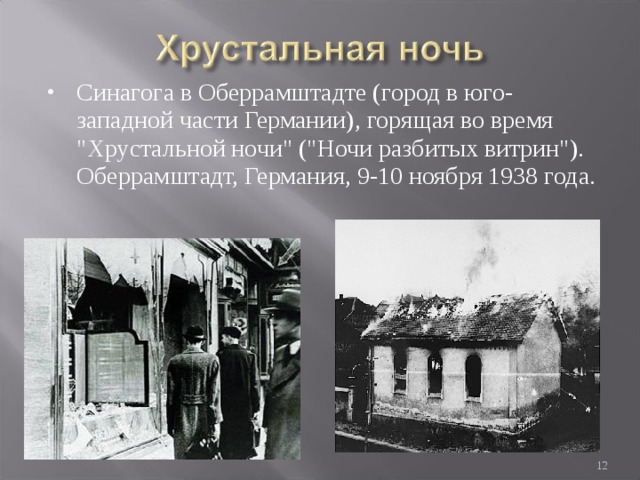 Хрустальная ночь
• Синагога в Оберрамштадте (город в юго-
западной части Германии), горящая во время
"Хрустальной ночи" ("Ночи разбитых витрин").
Оберрамштадт, Германия, 9-10 ноября 1938 года.
12